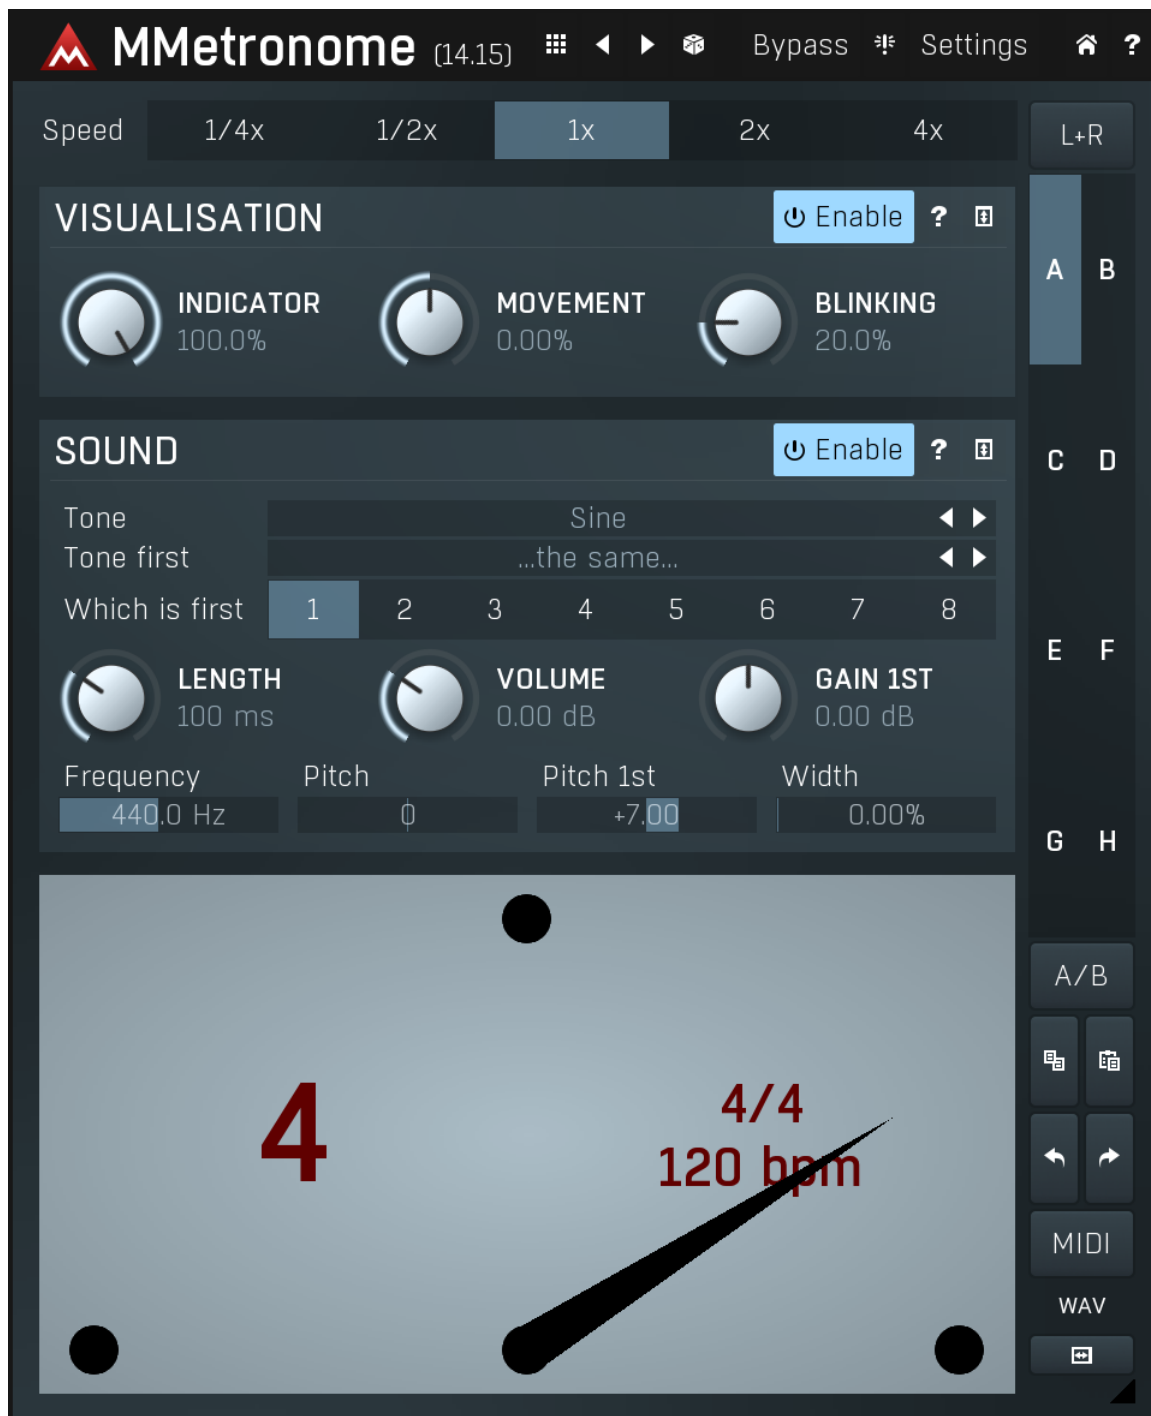 MMetronome (14.15) Bypass Settings ?
Speed 1/4x 1/2x 1x 2x 4x L+R
VISUALISATION Enable ?
INDICATOR MOVEMENT BLINKING
100.0% 0.00% 20.0%
A B
SOUND Enable ?
C D
Tone Sine
Tone first ...the same...
Which is first 1 2 3 4 5 6 7 8
E F
LENGTH VOLUME GAIN 1ST
100 ms 0.00 dB 0.00 dB
Frequency Pitch Pitch 1st Width
440.0 Hz 0 +7.00 0.00%
G H
A/B
4 4/4
120 bpm
MIDI
WAV